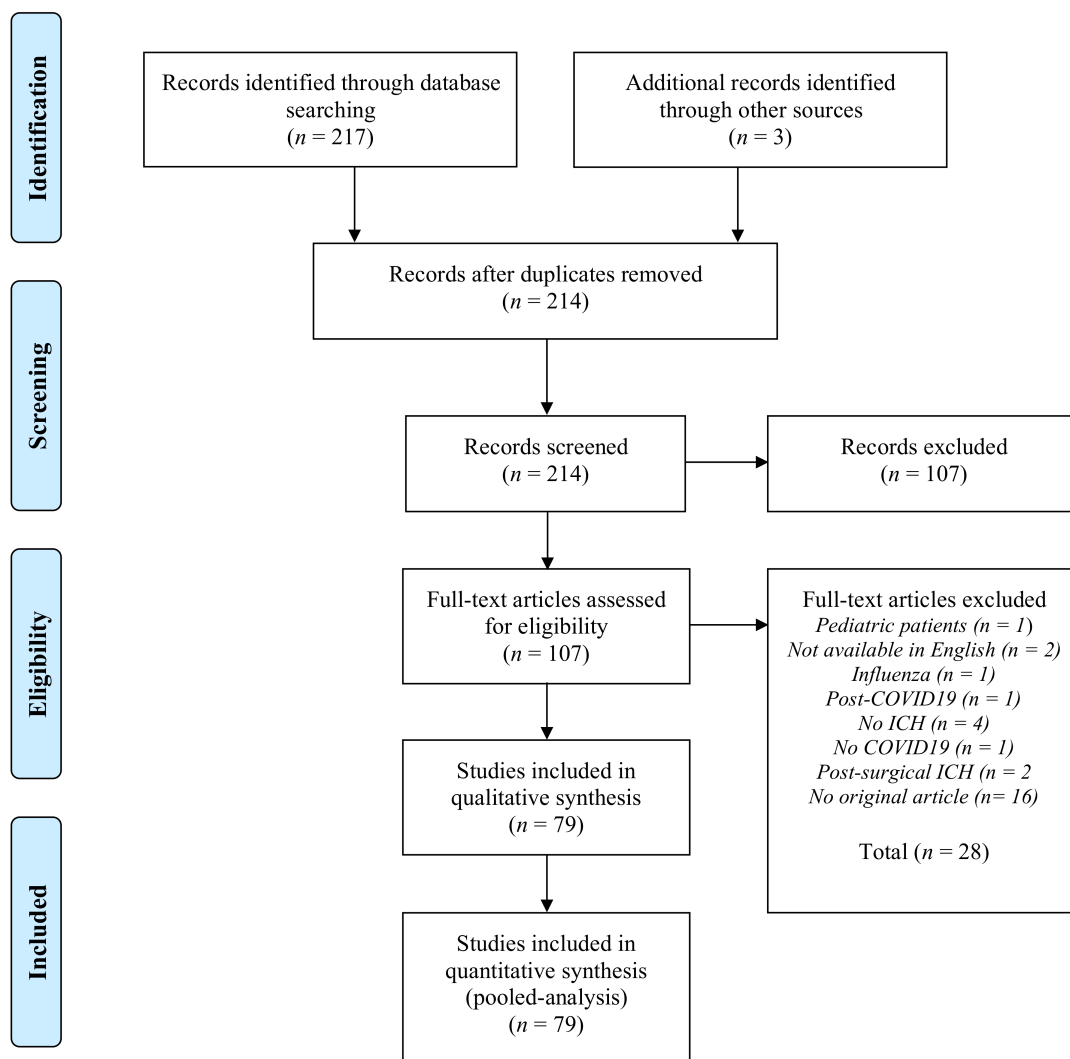 Identification
Records identified through database
searching
(n = 217)
Additional records identified
through other sources
(n = 3)
Records after duplicates removed
(n = 214)
Screening
Records screened
(n = 214)
Records excluded
(n = 107)
Eligibility
Full-text articles assessed
for eligibility
(n = 107)
Full-text articles excluded
Pediatric patients (n = 1)
Not available in English (n = 2)
Influenza (n = 1)
Post-COVID19 (n = 1)
No ICH (n = 4)
No COVID19 (n = 1)
Post-surgical ICH (n = 2
No original article (n= 16)
Total (n = 28)
Studies included in
qualitative synthesis
(n = 79)
Included
Studies included in
quantitative synthesis
(pooled-analysis)
(n = 79)